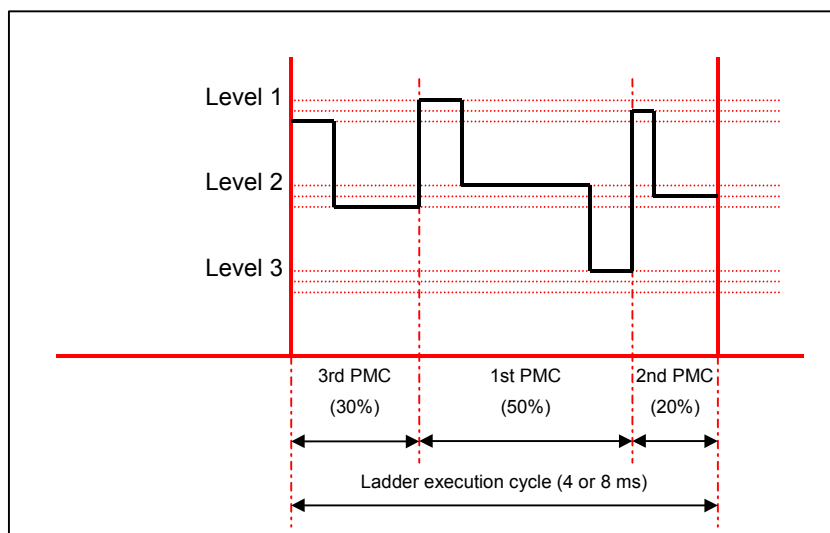 Level 1
Level 2
Level 3
3rd PMC
(30%)
1st PMC
(50%)
2nd PMC
(20%)
Ladder execution cycle (4 or 8 ms)